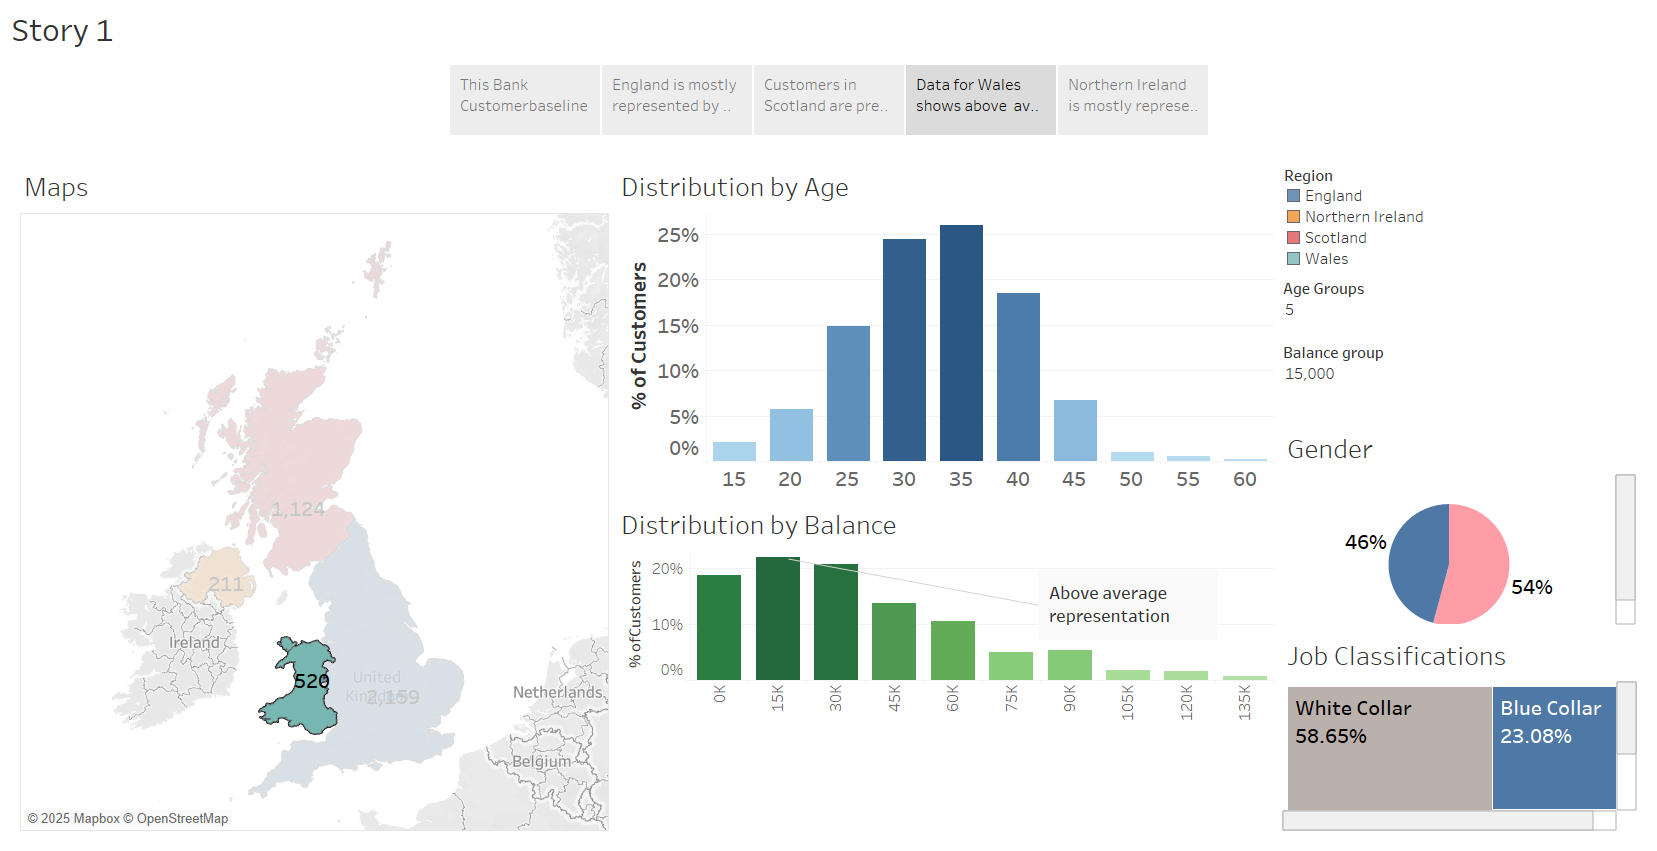 Story 1
This Bank
Customerbaseline
England is mostly
represented by ..
Customers in
Scotland are pre..
Data for Wales
shows above av..
Northern Ireland
is mostly represe..
Maps
1,124
211
Ireland
520
United
Kingdom
2,159
Netherlands
Belgium
© 2025 Mapbox © OpenStreetMap
Distribution by Age
% of Customers
25%
20%
15%
10%
5%
0%
15 20 25 30 35 40 45 50 55 60
Distribution by Balance
% ofCustomers
20%
10%
0%
0K 15K 30K 45K 60K 75K 90K 105K 120K 135K
Above average
representation
Region
England
Northern Ireland
Scotland
Wales
Age Groups
5
Balance group
15,000
Gender
46%
54%
Job Classifications
White Collar
58.65%
Blue Collar
23.08%